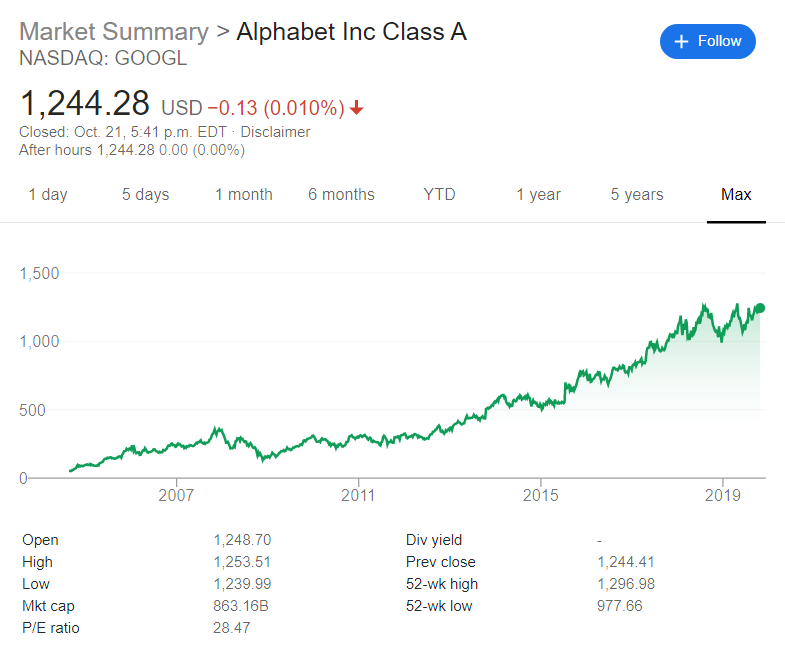 Market Summary > Alphabet Inc Class A
NASDAQ: GOOGL
+ Follow
1,244.28 USD −0.13 (0.010%)
Closed: Oct. 21, 5:41 p.m. EDT · Disclaimer
After hours 1,244.28 0.00 (0.00%)
1 day 5 days 1 month 6 months YTD 1 year 5 years Max
1,500
1,000
500
0
2007 2011 2015 2019
Open 1,248.70 Div yield -
High 1,253.51 Prev close 1,244.41
Low 1,239.99 52-wk high 1,296.98
Mkt cap 863.16B 52-wk low 977.66
P/E ratio 28.47